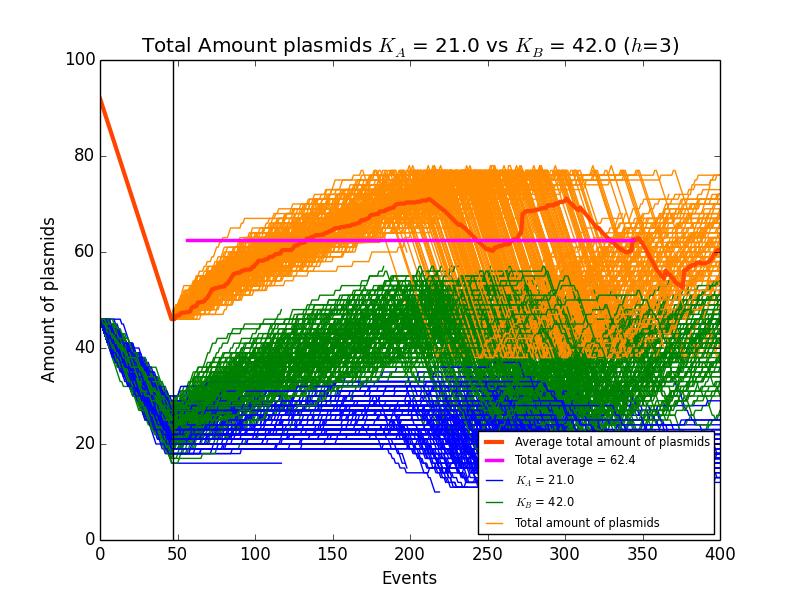 Total Amount plasmids K_A = 21.0 vs K_B = 42.0 (h=3)
100
80
60
40
20
0
Amount of plasmids
0 50 100 150 200 250 300 350 400
Events
Average total amount of plasmids
Total average = 62.4
K_A = 21.0
K_B = 42.0
Total amount of plasmids